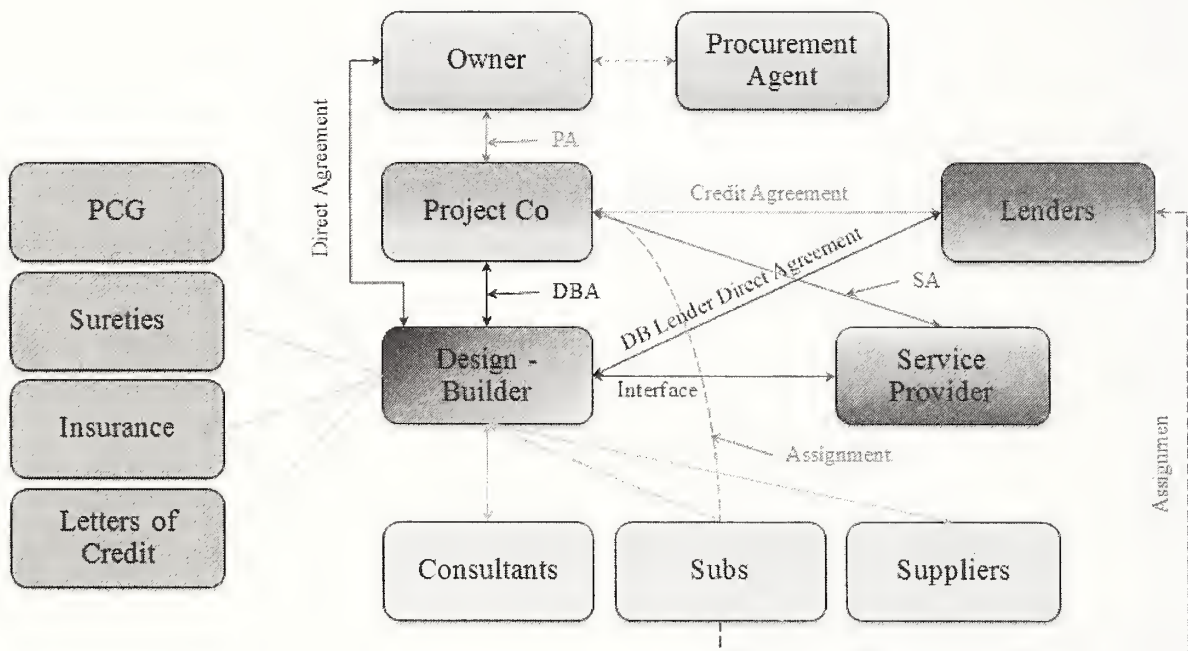 Owner
Procurement
Agent
Direct Agreement
PA
PCG
Project Co
Credit Agreement
Lenders
DB Lender Direct Agreement
DBA
SA
Sureties
Design -
Builder
Service
Provider
Interface
Insurance
Assignment
Assignmen
Letters of
Credit
Consultants
Subs
Suppliers